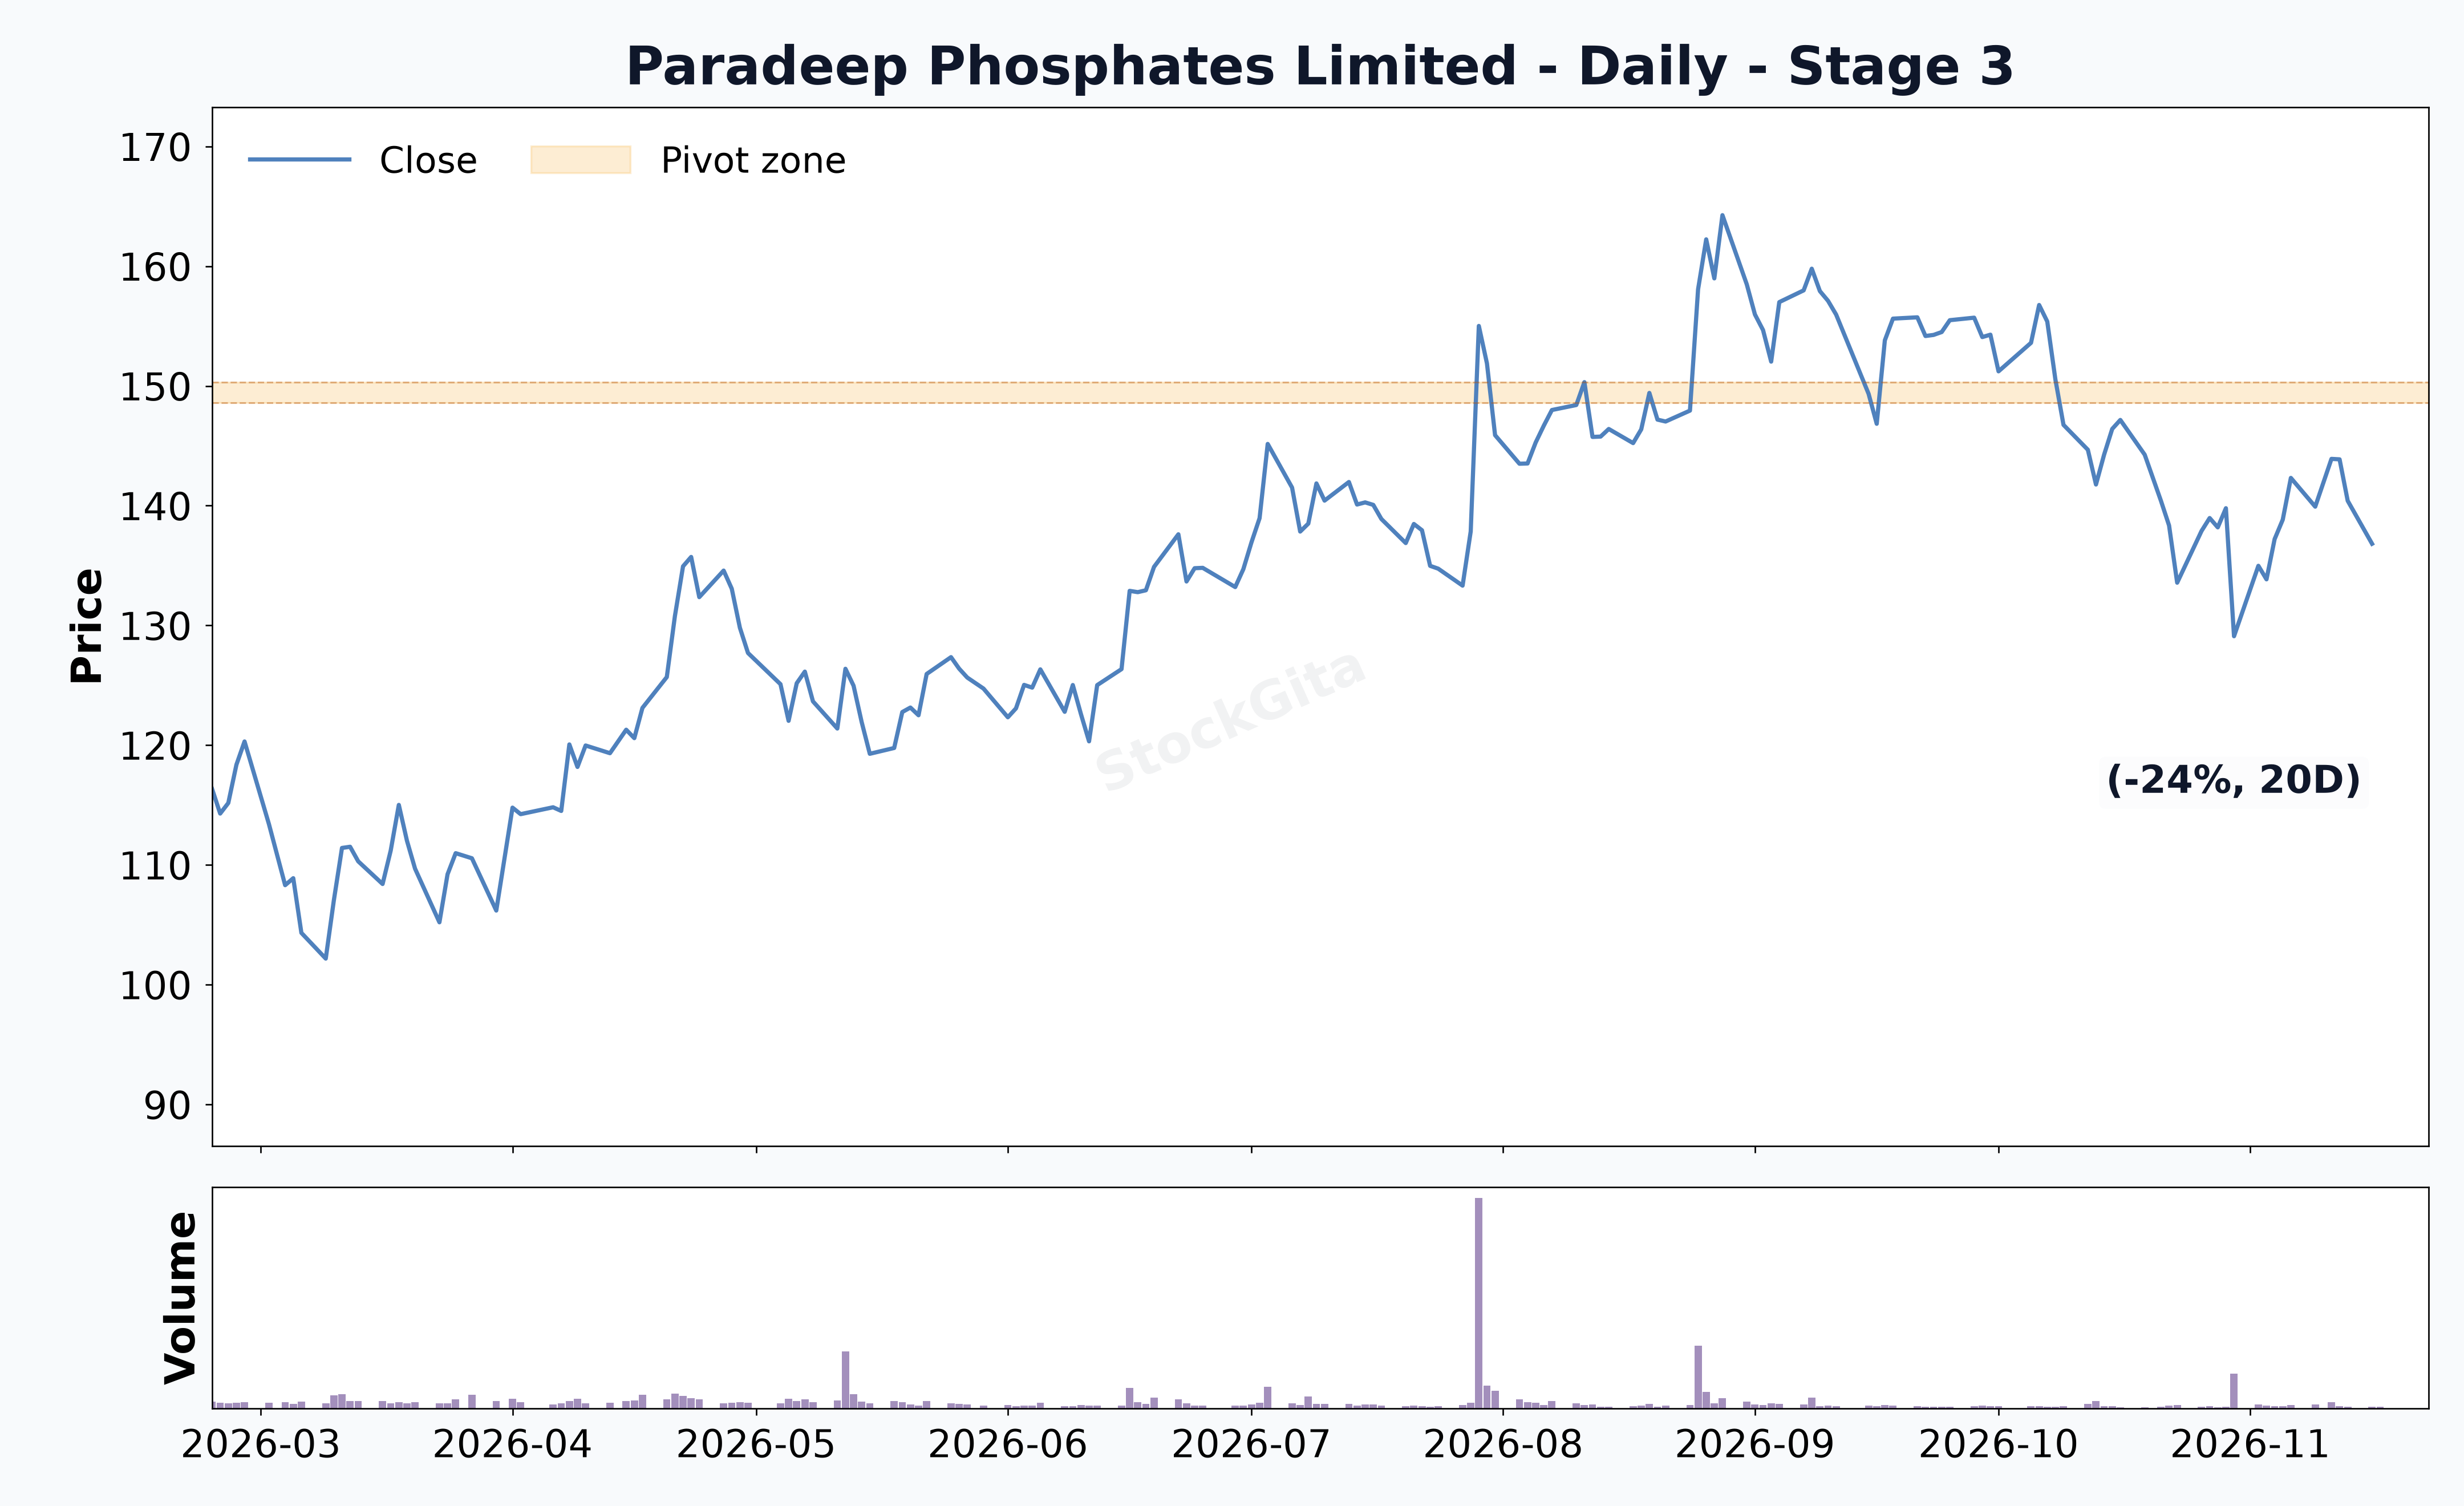 Paradeep Phosphates Limited - Daily - Stage 3
Close
Pivot zone
170
160
150
140
130
120
110
100
90
Price
StockGita
(-24%, 20D)
Volume
2026-03
2026-04
2026-05
2026-06
2026-07
2026-08
2026-09
2026-10
2026-11